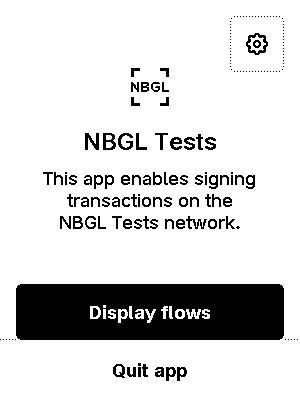 NBGL
NBGL Tests
This app enables signing
transactions on the
NBGL Tests network.
Display flows
Quit app